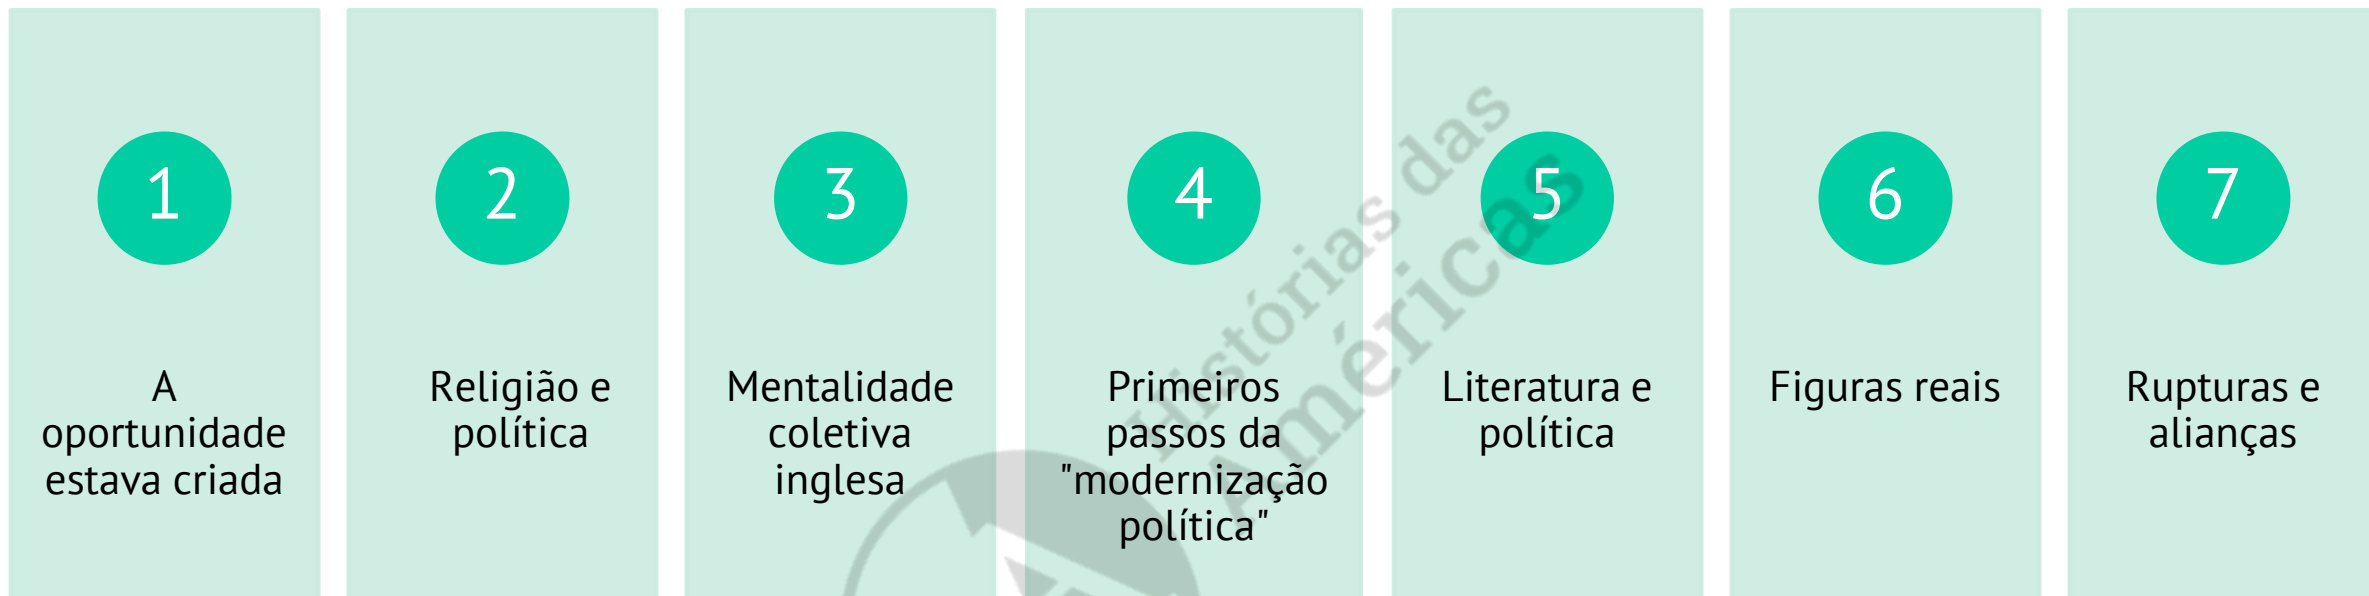 1
A
oportunidade
estava criada
2
Religião e
política
3
Mentalidade
coletiva
inglesa
4
Primeiros
passos da
"modernização
política"
5
Literatura e
política
6
Figuras reais
7
Rupturas e
alianças
Histórias das
Américas